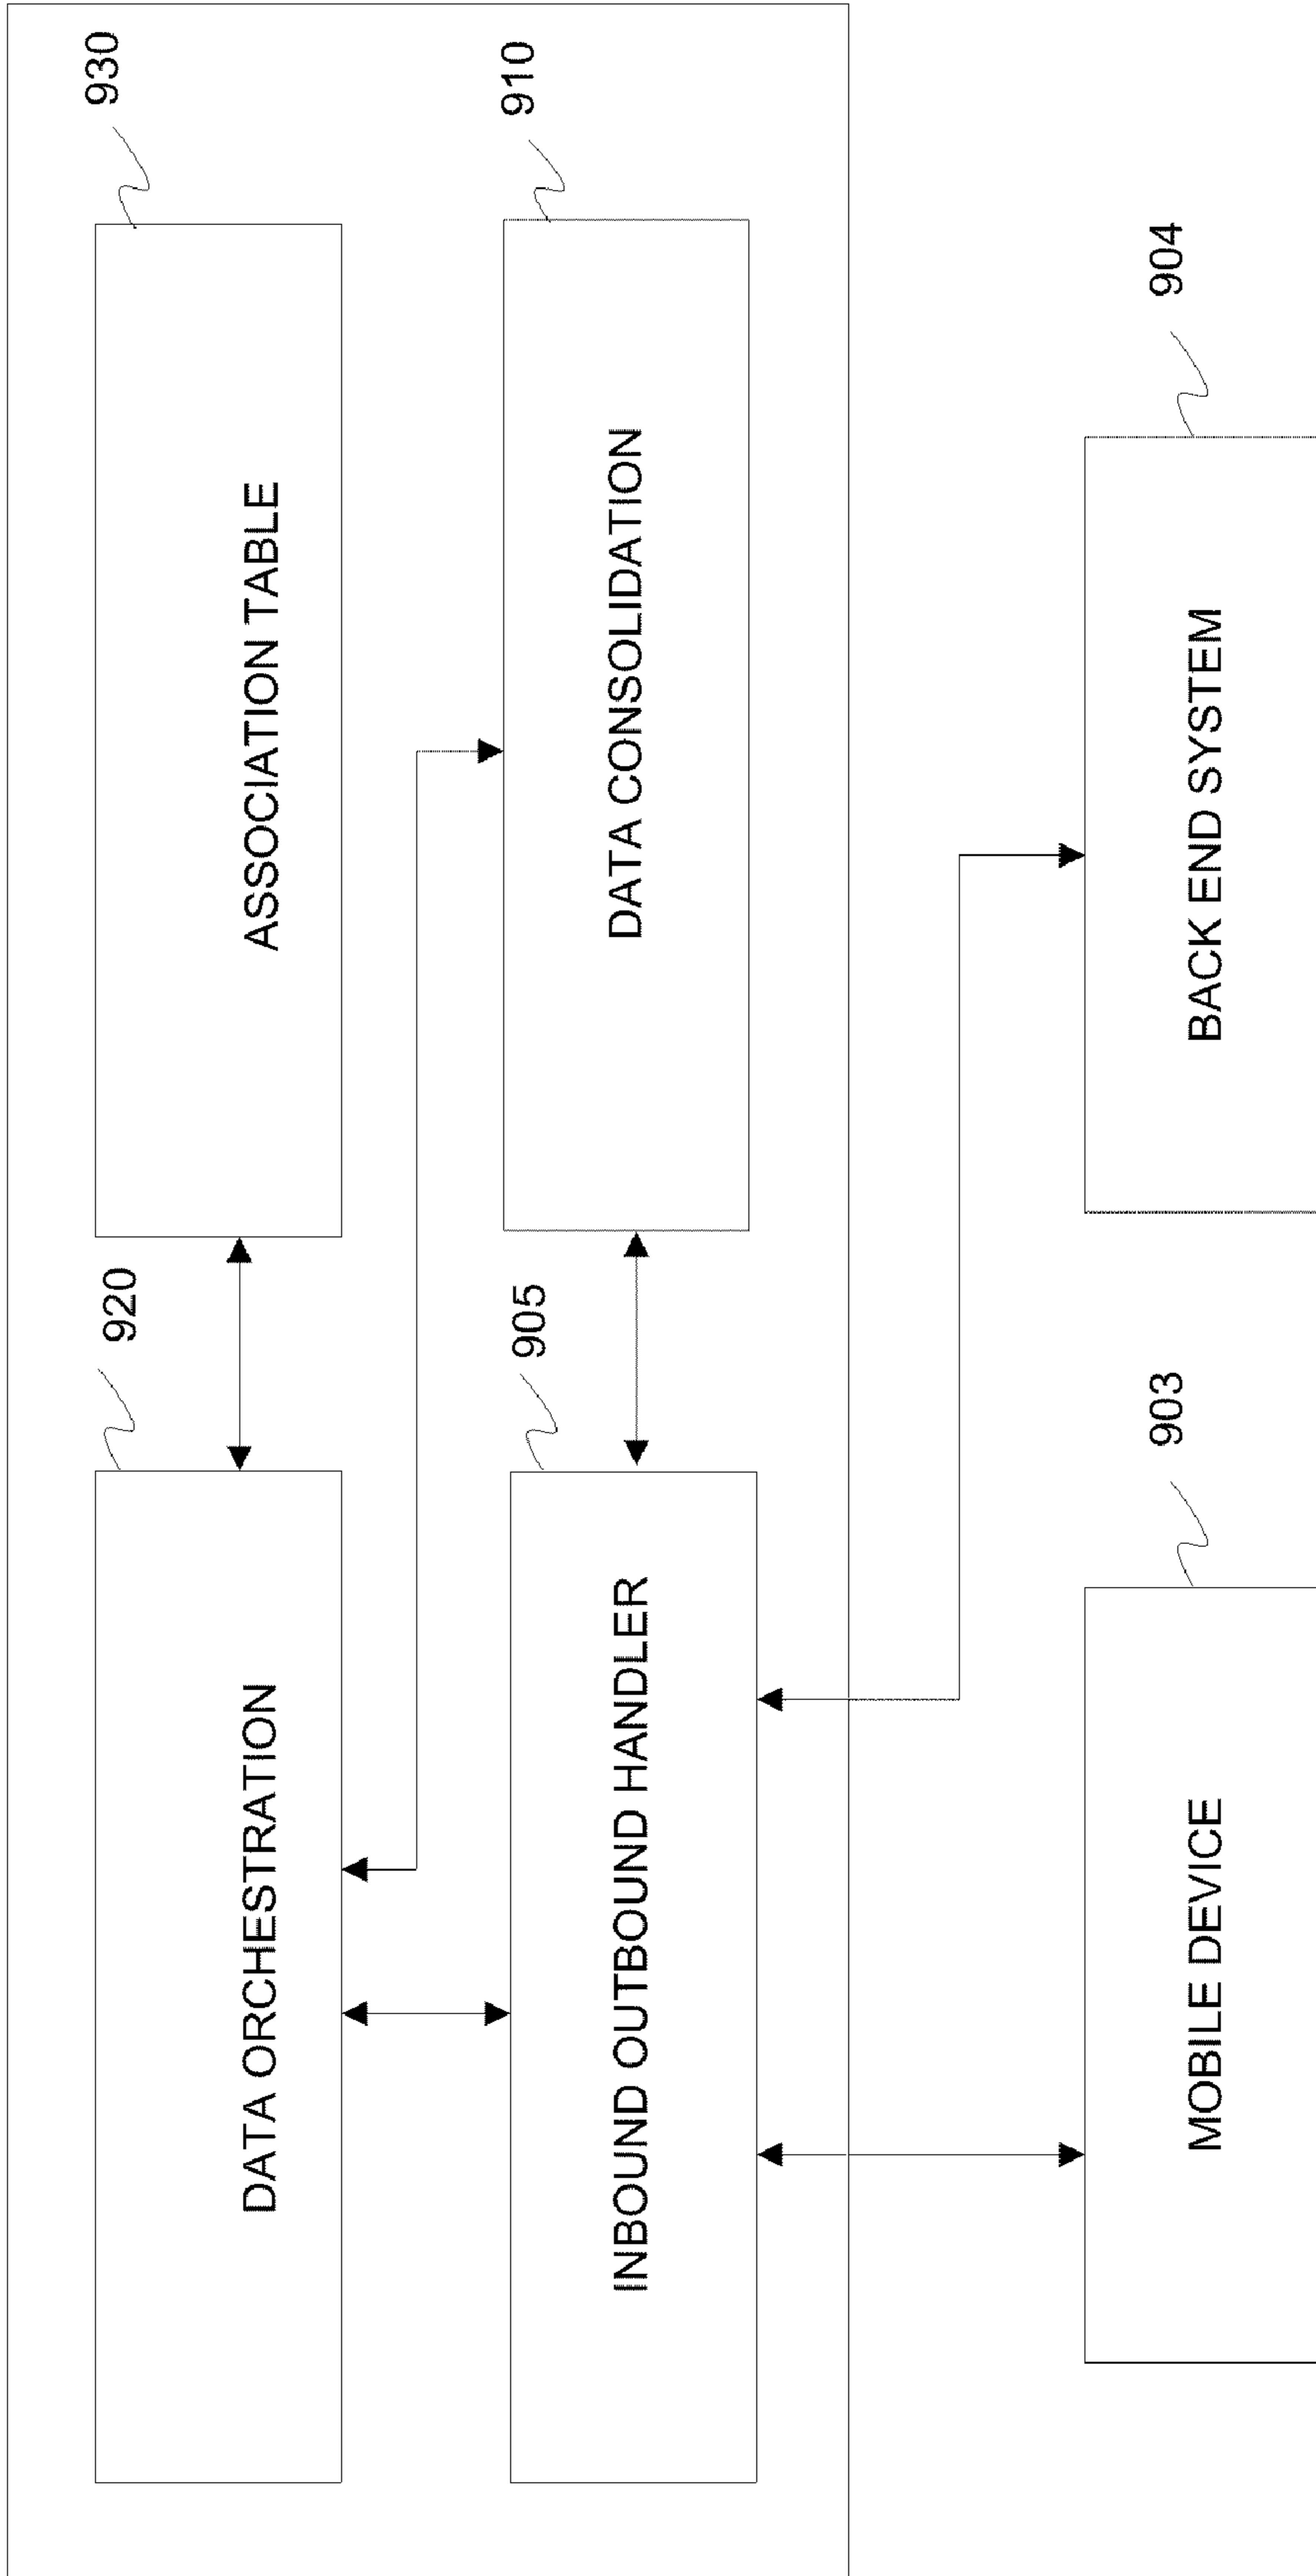 920
930
DATA ORCHESTRATION
ASSOCIATION TABLE
905
910
INBOUND OUTBOUND HANDLER
DATA CONSOLIDATION
903
904
MOBILE DEVICE
BACK END SYSTEM